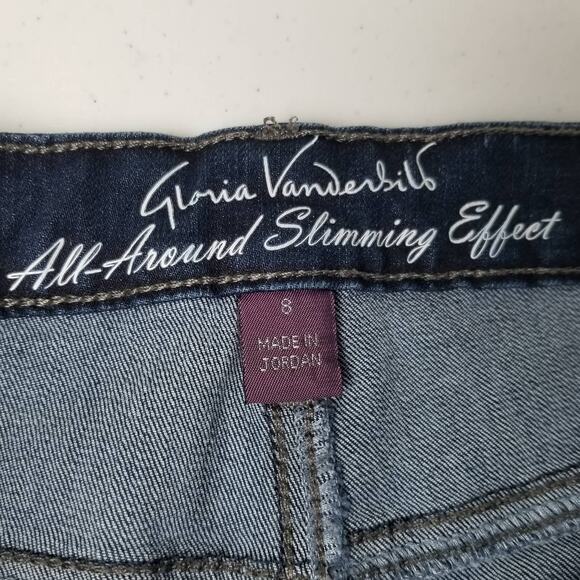 Gloria Vanderbilt
All-Around Slimming Effect
8
MADE IN
JORDAN